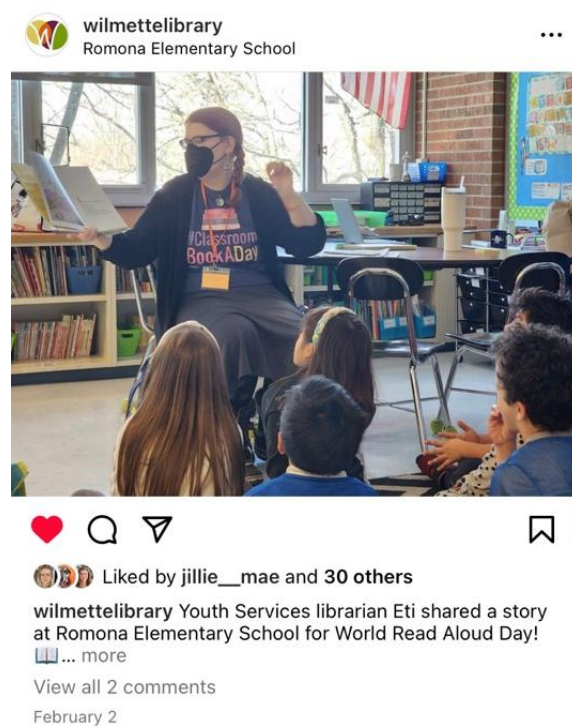 wilmettelibrary
Romona Elementary School
#Classroom
BookADay
Liked by jillie__mae and 30 others
wilmettelibrary Youth Services librarian Eti shared a story
at Romona Elementary School for World Read Aloud Day!
📖... more
View all 2 comments
February 2